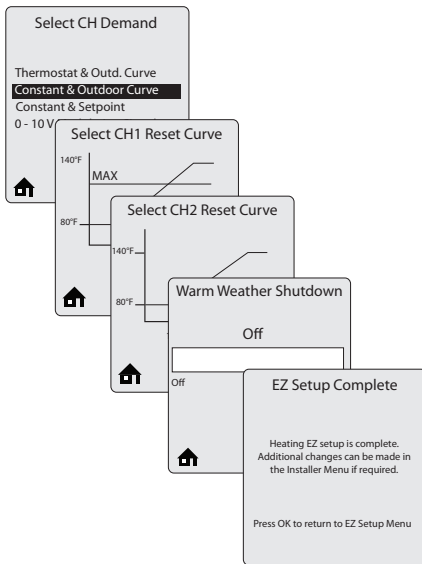 Select CH Demand
Thermostat & Outd. Curve
Constant & Outdoor Curve
Constant & Setpoint
0 - 10 V
Select CH1 Reset Curve
140°F
MAX
80°F
Select CH2 Reset Curve
140°F
80°F
Warm Weather Shutdown
Off
Off
EZ Setup Complete
Heating EZ setup is complete.
Additional changes can be made in
the Installer Menu if required.
Press OK to return to EZ Setup Menu